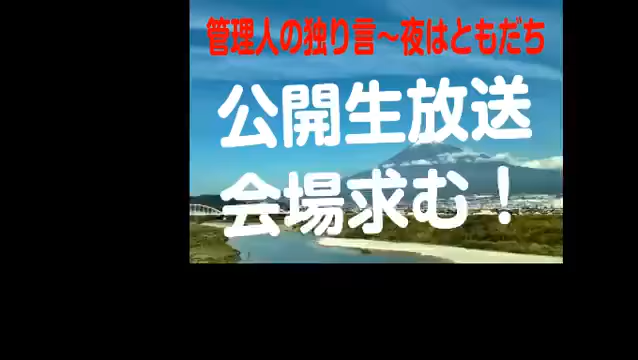 管理人の独り言～夜はともだち
公開生放送
会場求む！